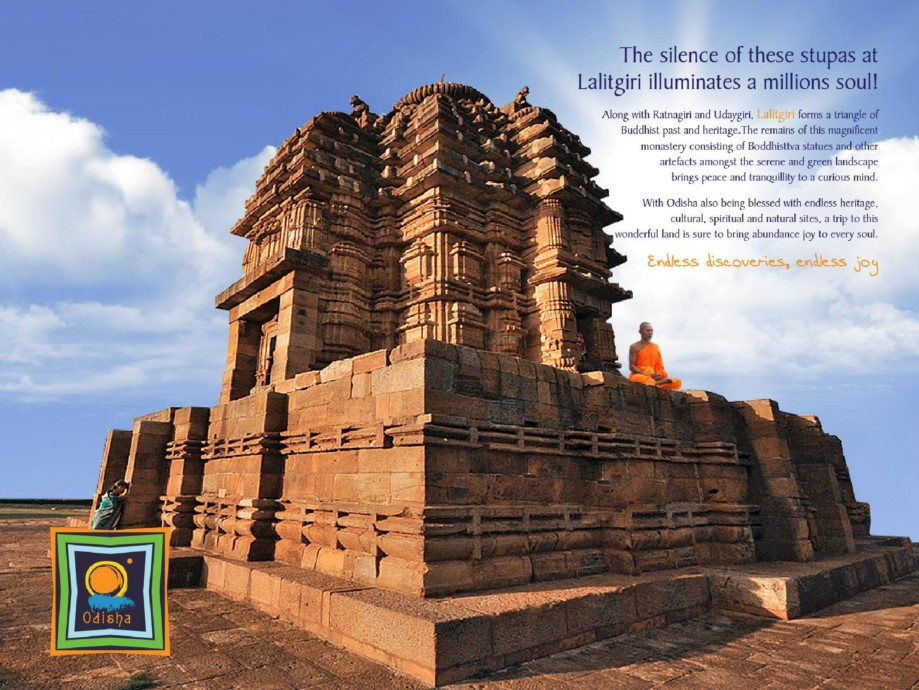 The silence of these stupas at
Lalitgiri illuminates a millions soul!
Along with Ratnagiri and Udaygiri, Lalitgiri forms a triangle of
Buddhist past and heritage.The remains of this magnificent
monastery consisting of Boddhisttva statues and other
artefacts amongst the serene and green landscape
brings peace and tranquillity to a curious mind.
With Odisha also being blessed with endless heritage,
cultural, spiritual and natural sites, a trip to this
wonderful land is sure to bring abundance joy to every soul.
Endless discoveries, endless joy
Odisha